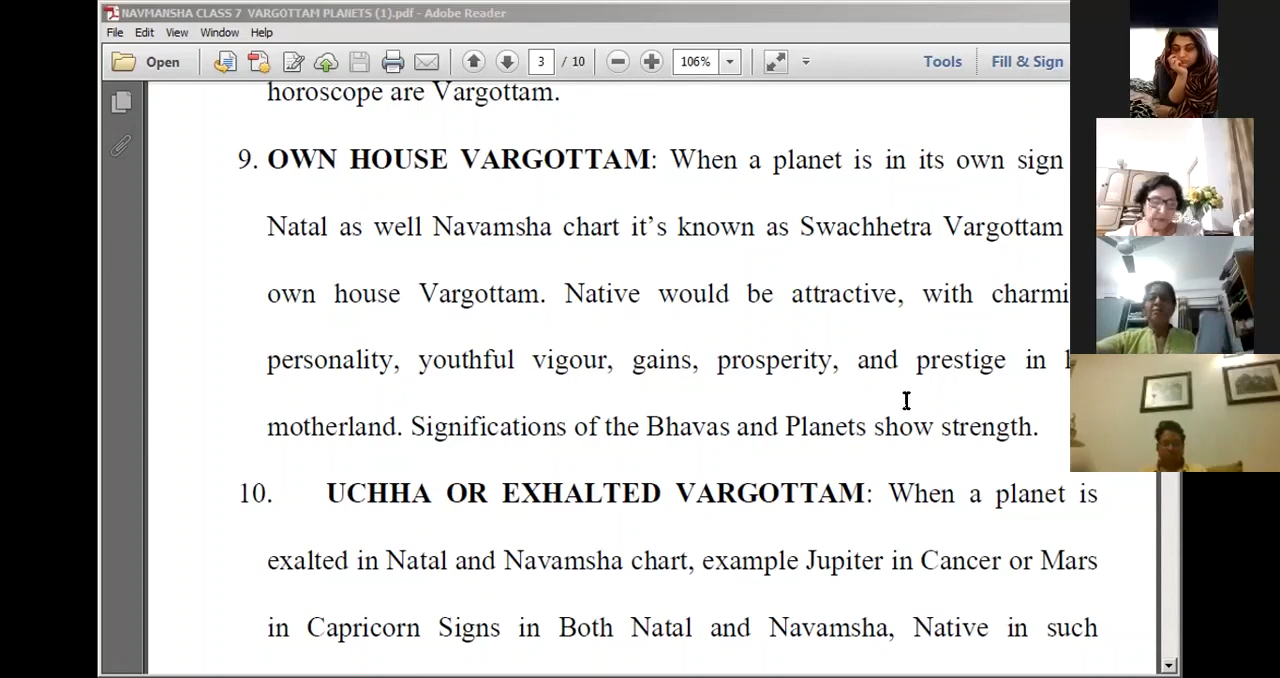 NAVMANSHA CLASS 7 VARGOTTAM PLANETS (1).pdf - Adobe Reader
File Edit View Window Help
Open 3 / 10 106% Tools Fill & Sign
horoscope are Vargottam.
9. OWN HOUSE VARGOTTAM: When a planet is in its own sign
Natal as well Navamsha chart it's known as Swachhetra Vargottam
own house Vargottam. Native would be attractive, with charmi
personality, youthful vigour, gains, prosperity, and prestige in
motherland. Significations of the Bhavas and Planets show strength.
10. UCHHA OR EXHALTED VARGOTTAM: When a planet is
exalted in Natal and Navamsha chart, example Jupiter in Cancer or Mars
in Capricorn Signs in Both Natal and Navamsha, Native in such